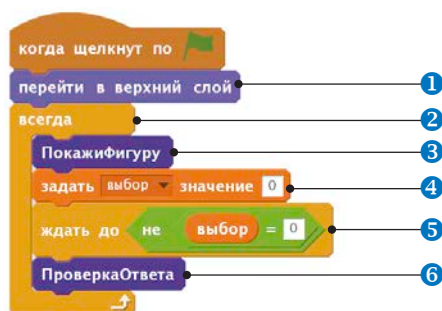 когда щелкнут по
перейти в верхний слой 1
всегда 2
ПокажиФигуру 3
задать выбор значение 0 4
ждать до не выбор = 0 5
ПроверкаОтвета 6